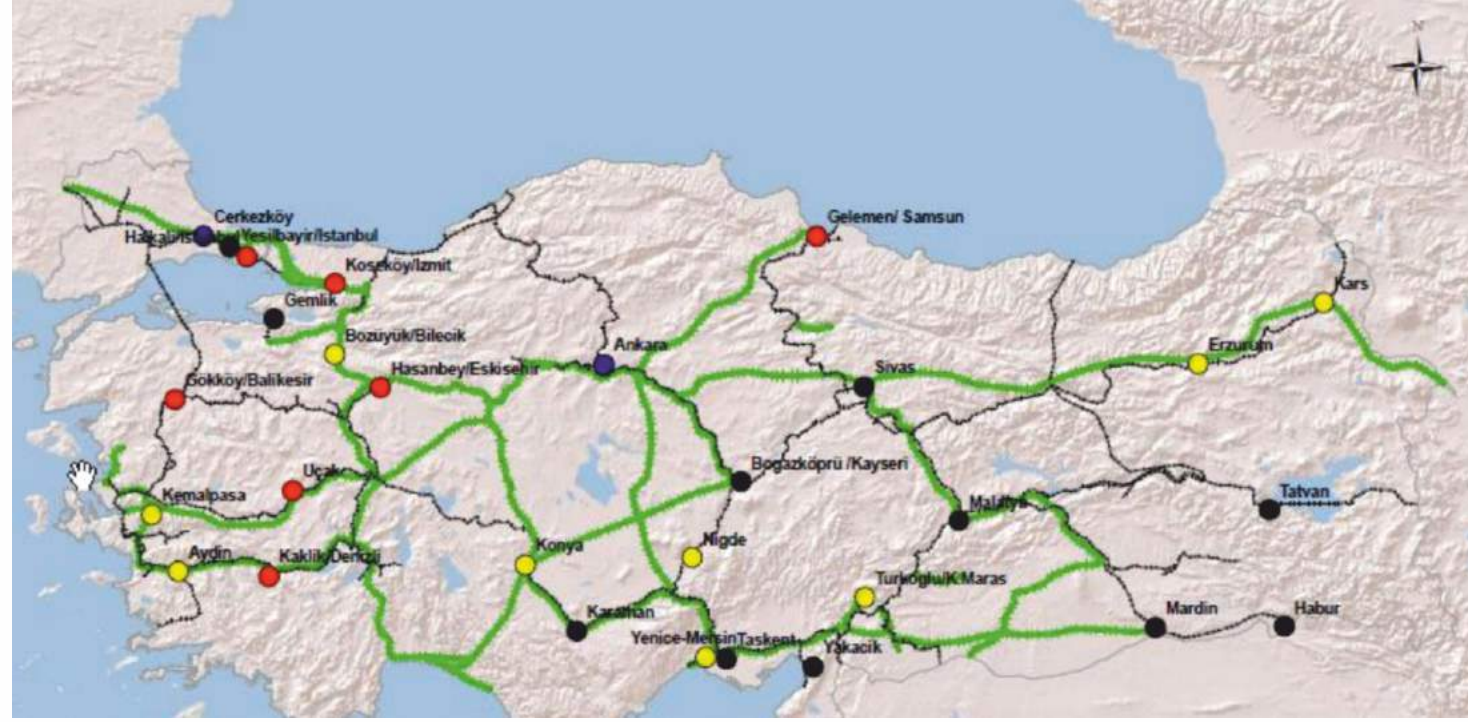 N
Cerkezköy
Yesilbayir/Istanbul
Gelemen/ Samsun
Koseköy/Izmit
Kars
Gemlik
Bozüyük/Bilecik
Ankara
Erzurum
Hasanbey/Eskisehir
Sivas
Gökköy/Balikesir
Bogazköprü /Kayseri
Usak
Kemalpasa
Malatya
Tatvan
Aydin
Kaklik/Denizli
Konya
Nigde
Turkoglu/K.Maras
Karaman
Mardin
Habur
Yenice-Mersin
Taskent
Yakacik